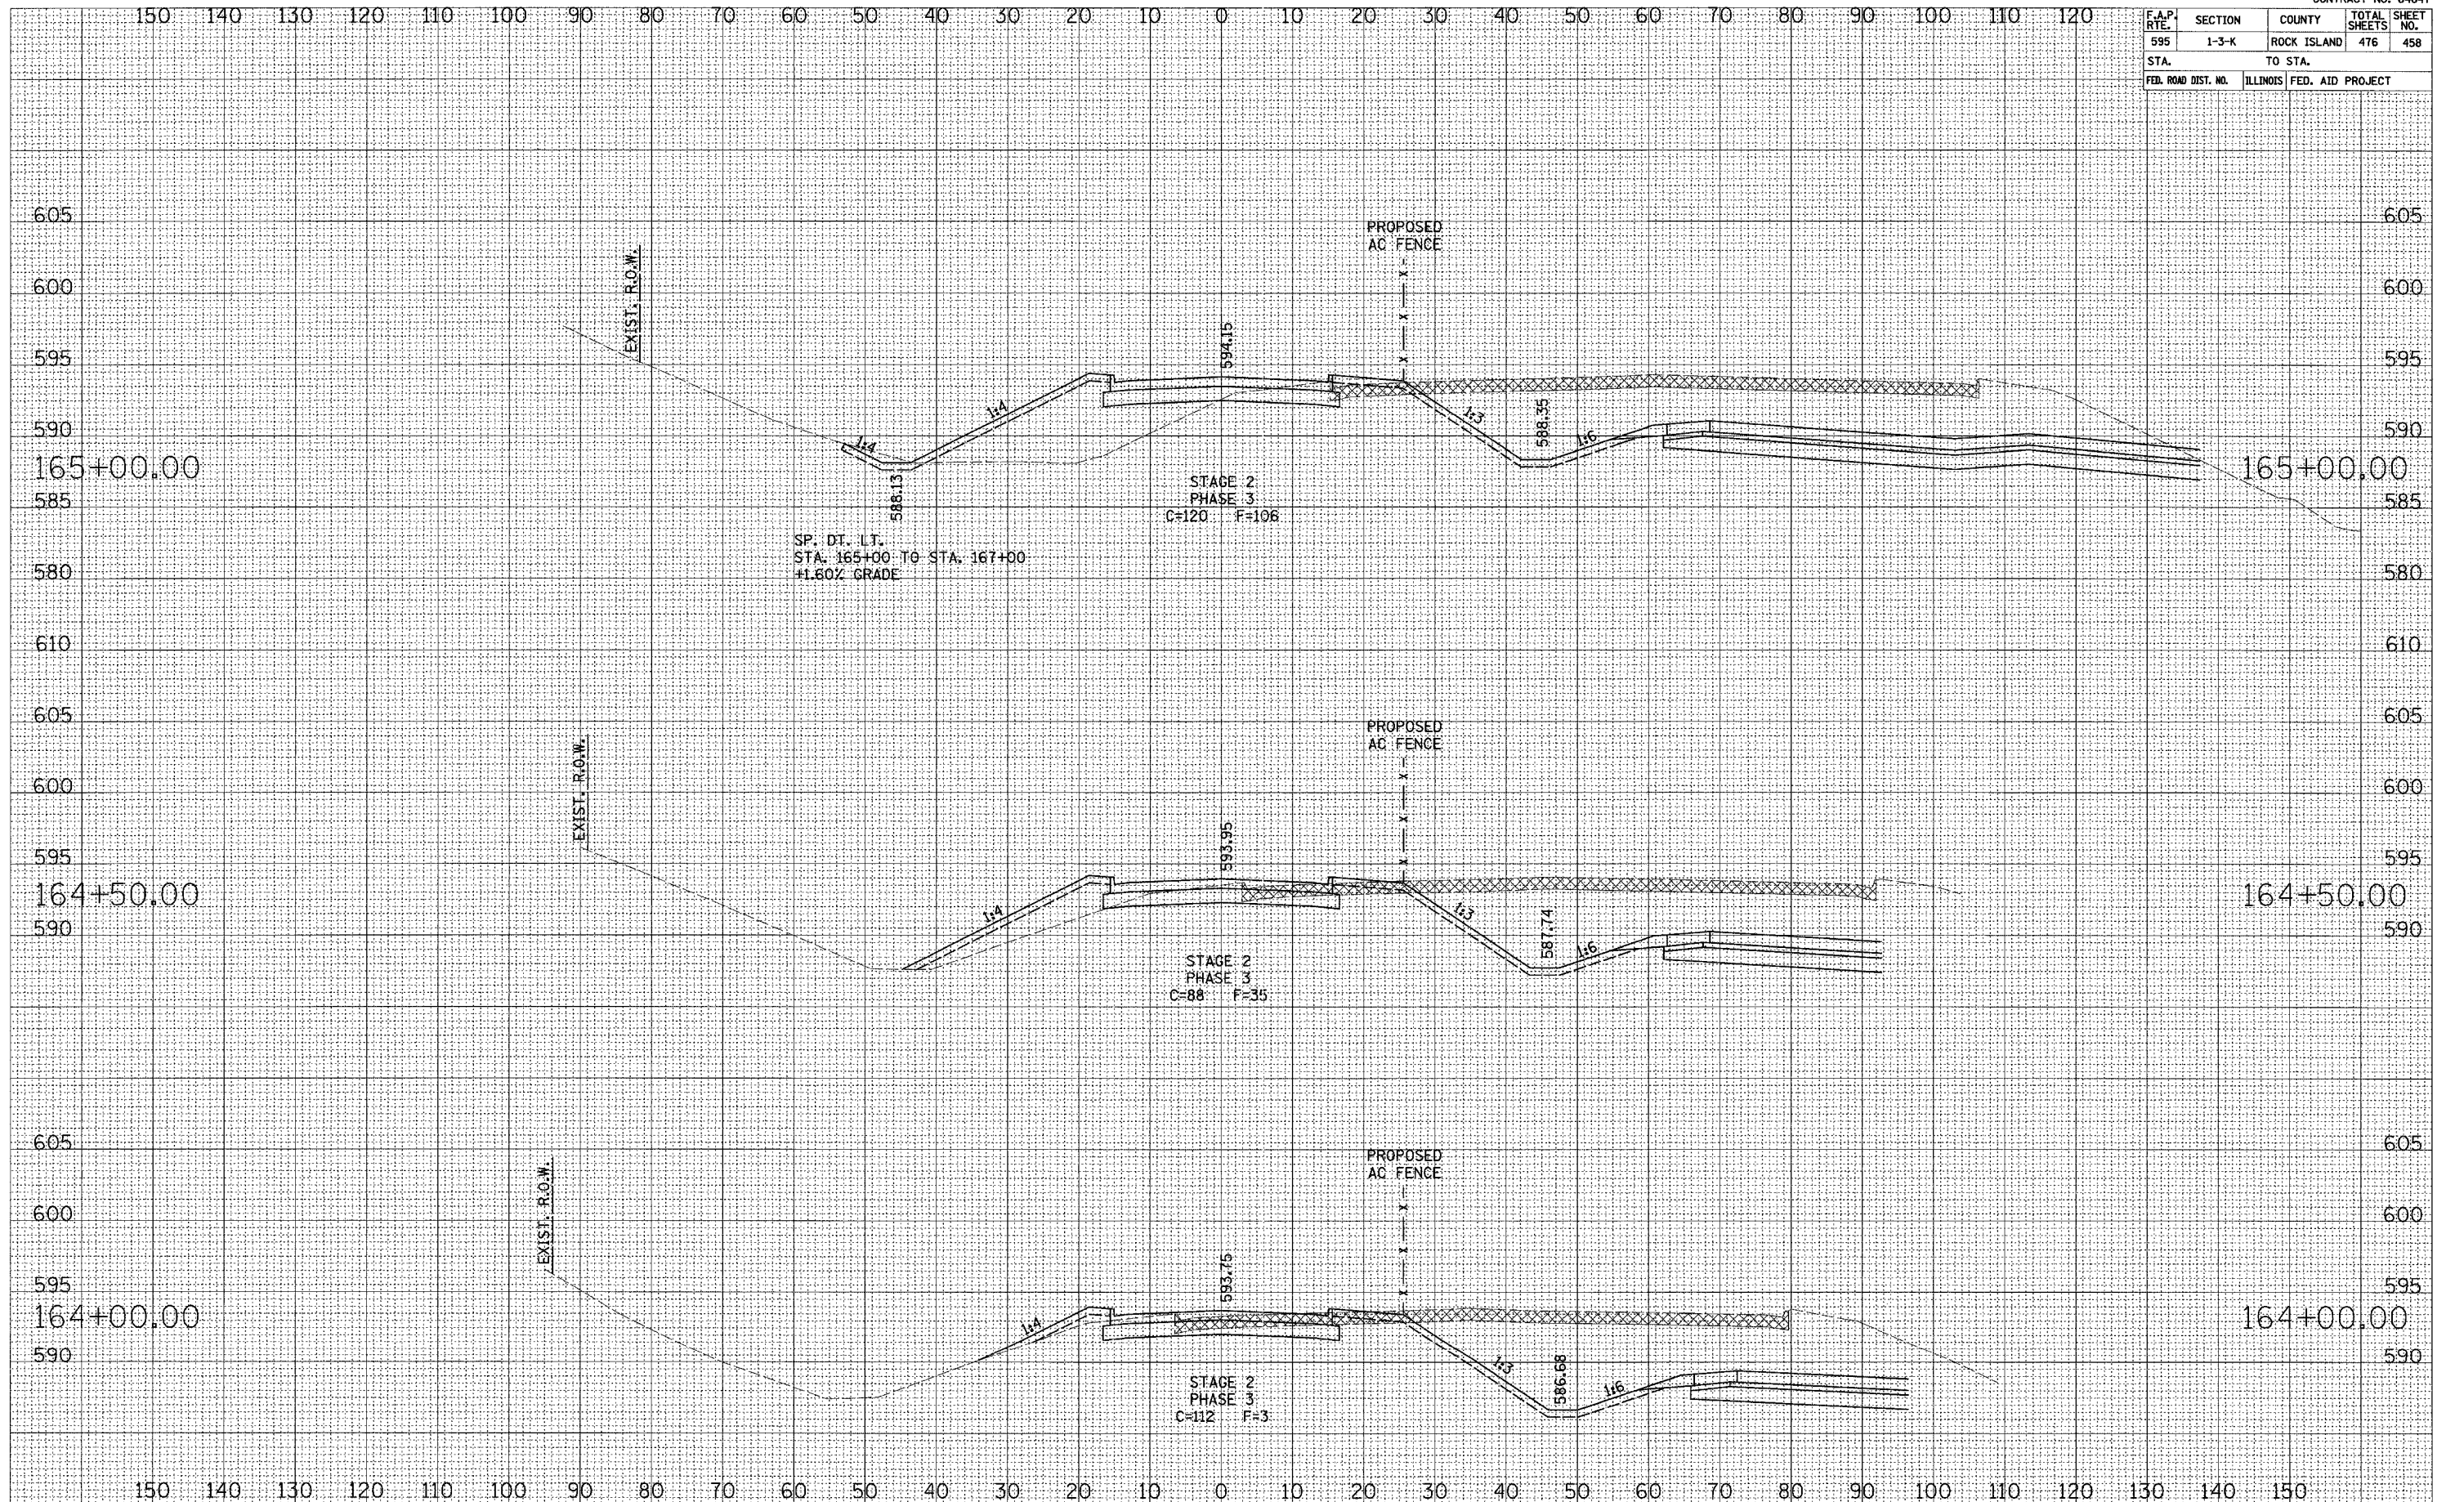 150 140 130 120 110 100 90 80 70 60 50 40 30 20 10 0 10 20 30 40 50 60 70 80 90 100 110 120
F.A.P. RTE. SECTION COUNTY TOTAL SHEETS SHEET NO.
595 1-3-K ROCK ISLAND 476 458
STA. TO STA.
FED. ROAD DIST. NO. ILLINOIS FED. AID PROJECT
605 605
PROPOSED
AC FENCE
EXIST. R.O.W.
600 600
594.15
595 595
1:4 1:3
588.35
590 1:4 1:6 590
165+00.00 165+00.00
588.13
STAGE 2
PHASE 3
C=120 F=106
585 585
SP. DT. LT.
STA. 165+00 TO STA. 167+00
+1.60% GRADE
580 580
610 610
605 605
PROPOSED
AC FENCE
EXIST. R.O.W.
600 600
593.95
595 595
164+50.00 164+50.00
1:4 1:3
587.74
590 1:6 590
STAGE 2
PHASE 3
C=88 F=35
605 605
PROPOSED
AC FENCE
EXIST. R.O.W.
600 600
593.75
595 595
164+00.00 164+00.00
1:4
590 1:3 590
586.68
1:6
STAGE 2
PHASE 3
C=112 F=3
150 140 130 120 110 100 90 80 70 60 50 40 30 20 10 0 10 20 30 40 50 60 70 80 90 100 110 120 130 140 150